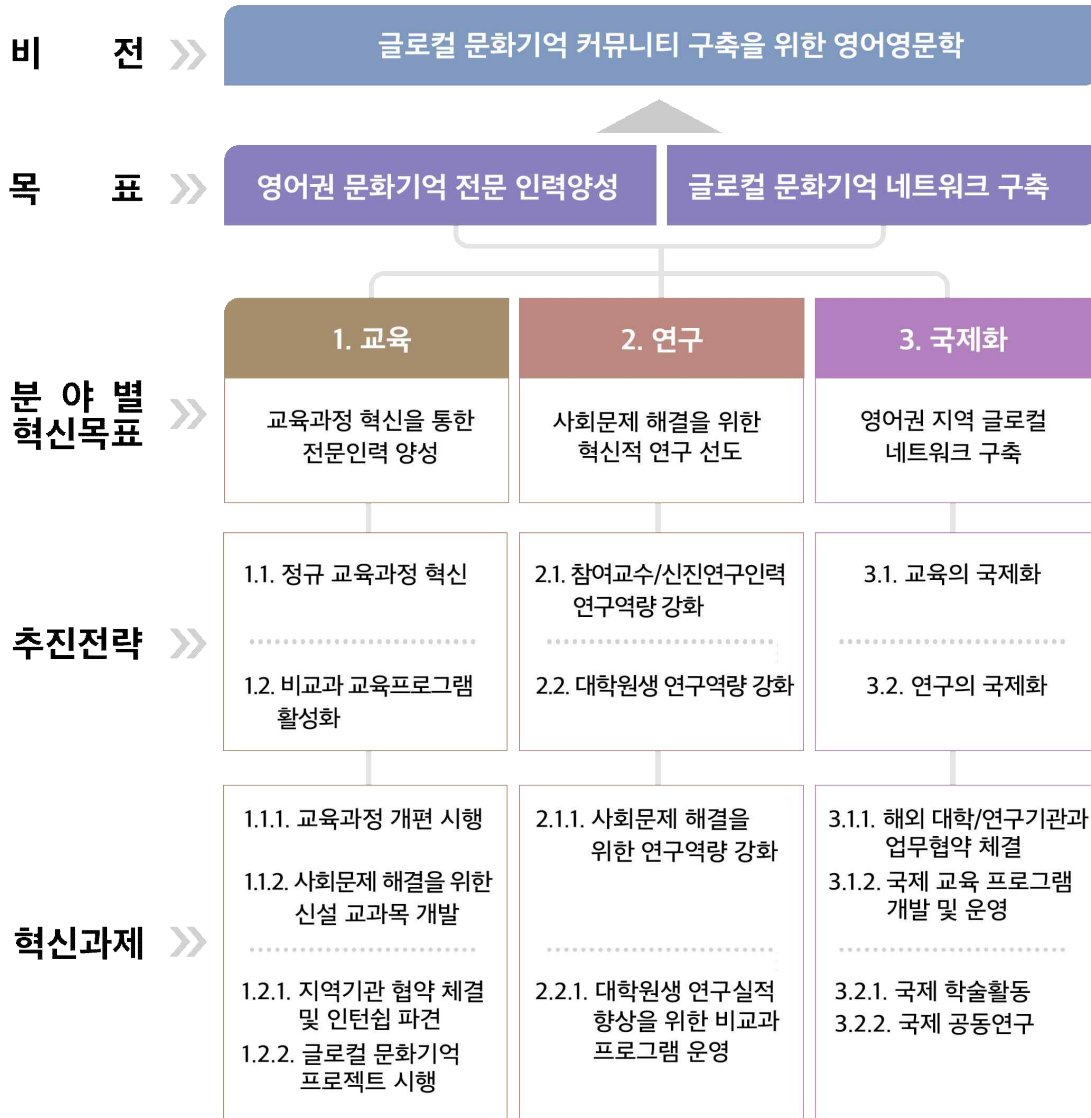 비 전
글로컬 문화기억 커뮤니티 구축을 위한 영어영문학
목 표
영어권 문화기억 전문 인력양성
글로컬 문화기억 네트워크 구축
분 야 별
혁신목표
1. 교육
교육과정 혁신을 통한
전문인력 양성
2. 연구
사회문제 해결을 위한
혁신적 연구 선도
3. 국제화
영어권 지역 글로컬
네트워크 구축
추진전략
1.1. 정규 교육과정 혁신
1.2. 비교과 교육프로그램
활성화
2.1. 참여교수/신진연구인력
연구역량 강화
2.2. 대학원생 연구역량 강화
3.1. 교육의 국제화
3.2. 연구의 국제화
혁신과제
1.1.1. 교육과정 개편 시행
1.1.2. 사회문제 해결을 위한
신설 교과목 개발
1.2.1. 지역기관 협약 체결
및 인턴쉽 파견
1.2.2. 글로컬 문화기억
프로젝트 시행
2.1.1. 사회문제 해결을
위한 연구역량 강화
2.2.1. 대학원생 연구실적
향상을 위한 비교과
프로그램 운영
3.1.1. 해외 대학/연구기관과
업무협약 체결
3.1.2. 국제 교육 프로그램
개발 및 운영
3.2.1. 국제 학술활동
3.2.2. 국제 공동연구